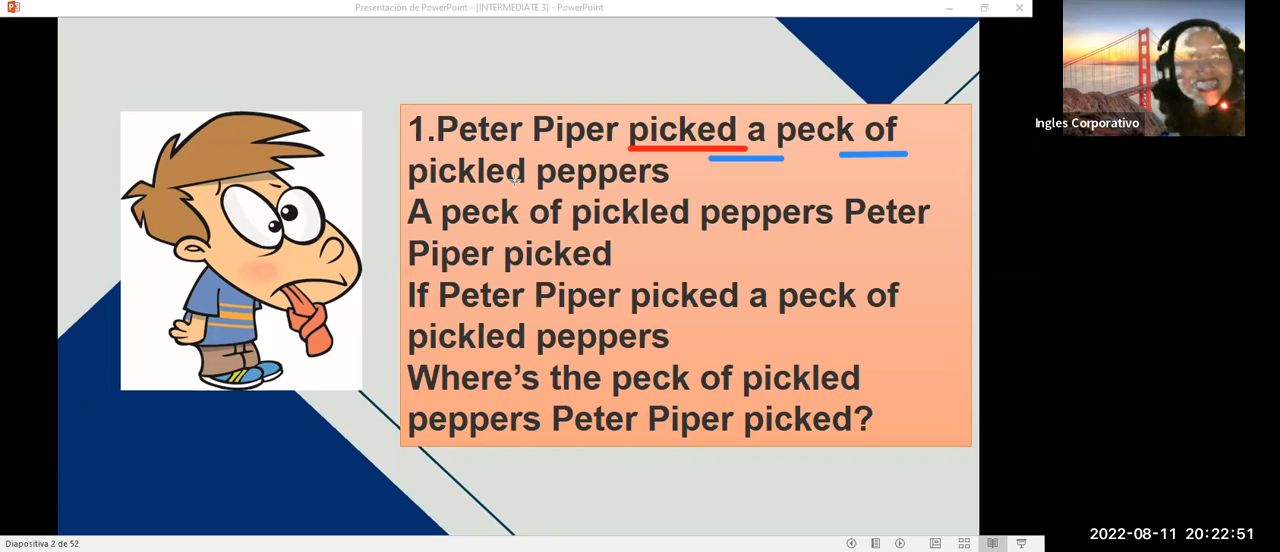 Presentación de PowerPoint - [INTERMEDIATE 3] - PowerPoint
1.Peter Piper picked a peck of
pickled peppers
A peck of pickled peppers Peter
Piper picked
If Peter Piper picked a peck of
pickled peppers
Where’s the peck of pickled
peppers Peter Piper picked?
Ingles Corporativo
2022-08-11 20:22:51
Diapositiva 2 de 52